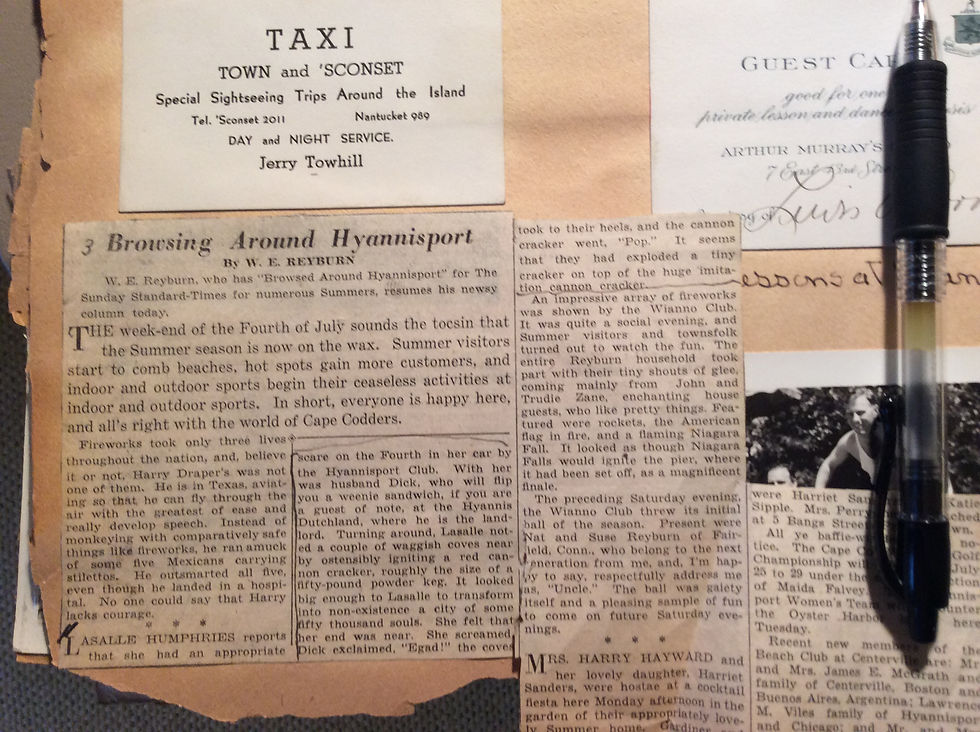 TAXI
TOWN and 'SCONSET
Special Sightseeing Trips Around the Island
Tel. 'Sconset 2011 Nantucket 989
DAY and NIGHT SERVICE.
Jerry Towhill
GUEST
good for one
private lesson and
ARTHUR MURRAY'S
7 East 43rd
3 Browsing Around Hyannisport
By W. E. REYBURN
W. E. Reyburn, who has "Browsed Around Hyannisport" for The
Sunday Standard-Times for numerous Summers, resumes his newsy
column today.
THE week-end of the Fourth of July sounds the tocsin that
the Summer season is now on the wax. Summer visitors
start to comb beaches, hot spots gain more customers, and
indoor and outdoor sports begin their ceaseless activities at
indoor and outdoor sports. In short, everyone is happy here,
and all's right with the world of Cape Codders.
Fireworks took only three lives
throughout the nation, and, believe
it or not, Harry Draper's was not
one of them. He is in Texas, aviat-
ing so that he can fly through the
air with the greatest of ease and
really develop speech. Instead of
monkeying with comparatively safe
things like fireworks, he ran amuck
of some five Mexicans carrying
stilettos. He outsmarted all five,
even though he landed in a hospi-
tal. No one could say that Harry
lacks courage.
* * *
LASALLE HUMPHRIES reports
that she had an appropriate
scare on the Fourth in her car by
the Hyannisport Club. With her
was husband Dick, who will flip
you a weenie sandwich, if you are
a guest of note, at the Hyannis
Dutchland, where he is the land-
lord. Turning around, Lasalle not-
ed a couple of waggish coves near
by ostensibly igniting a red can-
non cracker, roughly the size of a
fifty-pound powder keg. It looked
big enough to Lasalle to transform
into non-existence a city of some
fifty thousand souls. She felt that
her end was near. She screamed
Dick exclaimed, "Egad!" the coves
took to their heels, and the cannon
cracker went, "Pop." It seems
that they had exploded a tiny
cracker on top of the huge imita-
tion cannon cracker.
An impressive array of fireworks
was shown by the Wianno Club.
It was quite a social evening, and
Summer visitors and townsfolk
turned out to watch the fun. The
entire Reyburn household took
part with their tiny shouts of glee,
coming mainly from John and
Trudie Zane, enchanting house
guests, who like pretty things. Fea-
tured were rockets, the American
flag in fire, and a flaming Niagara
Fall. It looked as though Niagara
Falls would ignite the pier, where
it had been set off, as a magnificent
finale.
The preceding Saturday evening,
the Wianno Club threw its initial
ball of the season. Present were
Nat and Suse Reyburn of Fair-
field, Conn., who belong to the next
generation from me, and, I'm hap-
py to say, respectfully address me
as, "Uncle." The ball was gaiety
itself and a pleasing sample of fun
to come on future Saturday eve-
nings.
* * *
MRS. HARRY HAYWARD and
her lovely daughter, Harriet
Sanders, were hostae at a cocktail
fiesta here Monday afternoon in the
garden of their appropriately love-
ly Summer home. Gardiner
were Harriet
Sipple. Mrs. Perry
at 5 Bangs Street
All ye
tice. The Cape
Championship
25 to 29 under the
of Maida Falvey.
port Women's Team
the Oyster Harbor
Tuesday.
Recent new members of the
Beach Club at Centerville are: M
and Mrs. James E. McGrath and
family of Centerville, Boston and
Buenos Aires, Argentina; Lawrence
M. Viles family of Hyannisport
and Chicago; and Mr. and